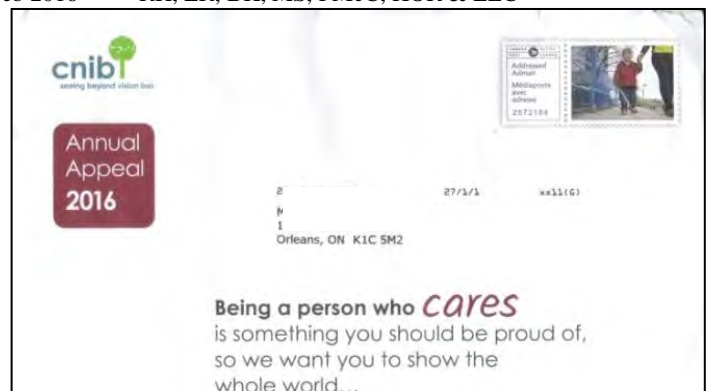 cnib
seeing beyond vision loss
Addressed
Admail
Médiaposte
avec
adresse
2672184
Annual
Appeal
2016
27/1/1 xx11(G)
Orleans, ON K1C 5M2
Being a person who cares
is something you should be proud of,
so we want you to show the
whole world...